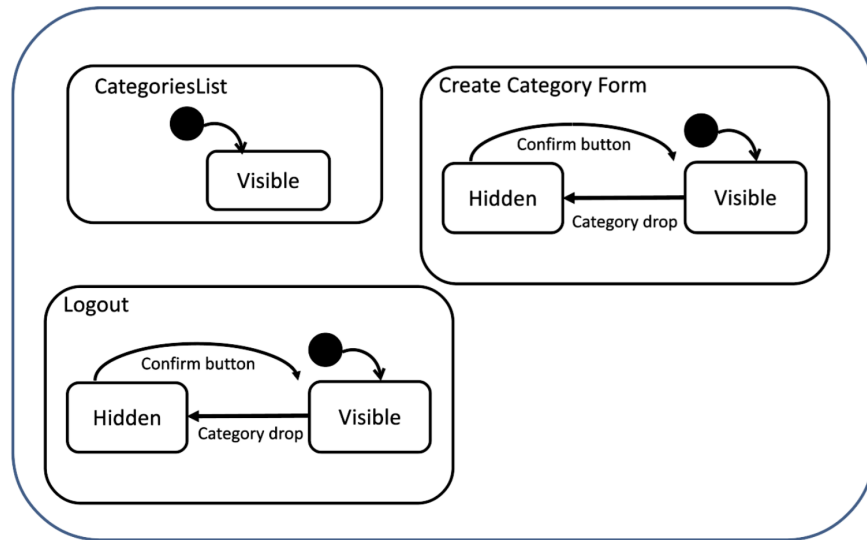 CategoriesList
Visible
Create Category Form
Confirm button
Hidden
Visible
Category drop
Logout
Confirm button
Hidden
Visible
Category drop